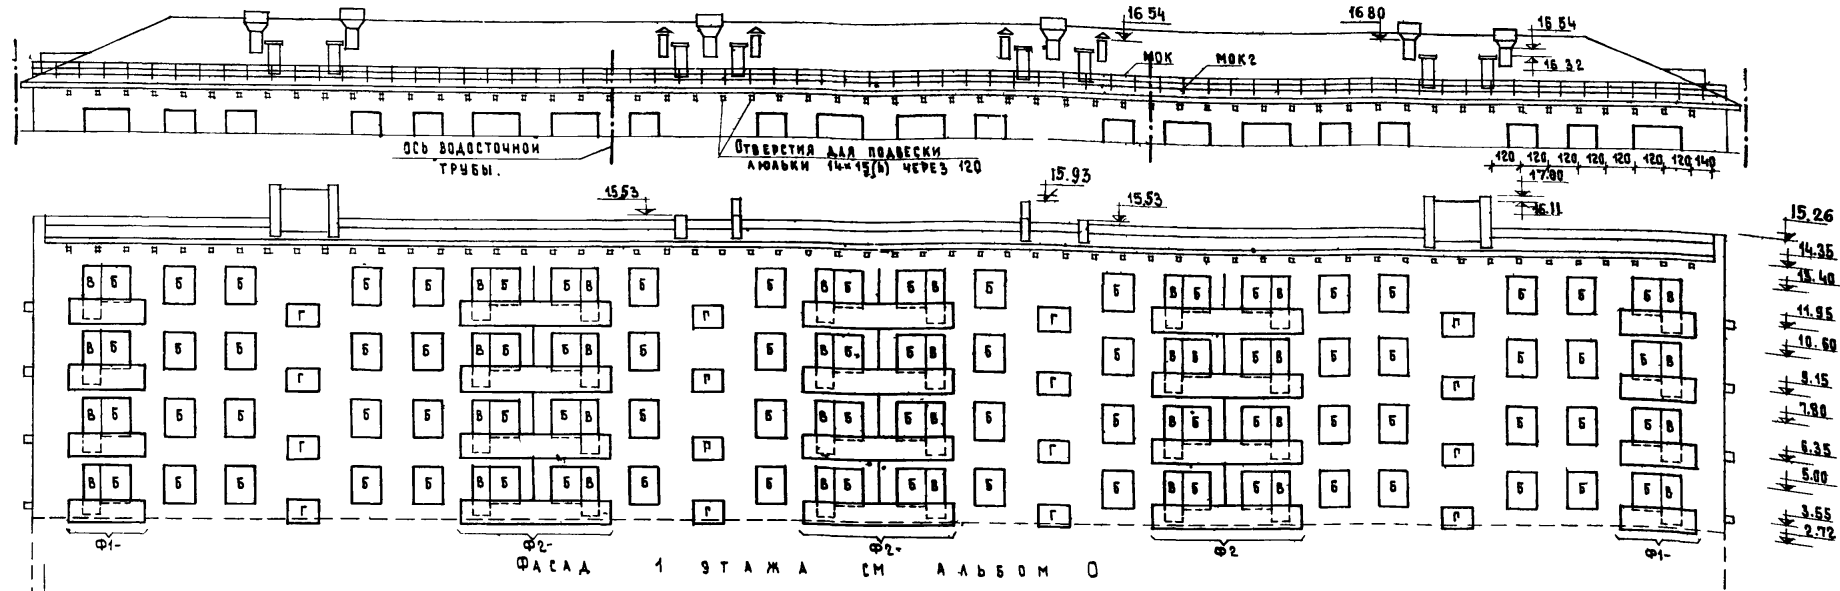 16.54
16.80
16.54
16.32
МОК
МОК2
ОСЬ ВОДОСТОЧНОЙ
ТРУБЫ.
ОТВЕРСТИЯ ДЛЯ ПОДВЕСКИ
ЛЮЛЬКИ 14×15(h) ЧЕРЕЗ 120
120 120 120 120 120 120 120 140
17.00
16.11
15.53
15.93
15.53
15.26
14.35
13.40
11.95
10.60
9.15
7.80
6.35
5.00
3.55
2.72
В Б Б Б Б Б В Б Б В Б Б В Б Б В Б Б В Б Б В Б Б Б Б Б В
Г Г Г Г
В Б Б Б Б Б В Б Б В Б Б В Б Б В Б Б В Б Б В Б Б Б Б Б В
Г Г Г Г
В Б Б Б Б Б В Б Б В Б Б В Б Б В Б Б В Б Б В Б Б Б Б Б В
Г Г Г Г
В Б Б Б Б Б В Б Б В Б Б В Б Б В Б Б В Б Б В Б Б Б Б Б В
Г Г Г Г
Ф1- Ф2- Ф2- Ф2 Ф1-
ФАСАД 1 ЭТАЖА СМ АЛЬБОМ 0